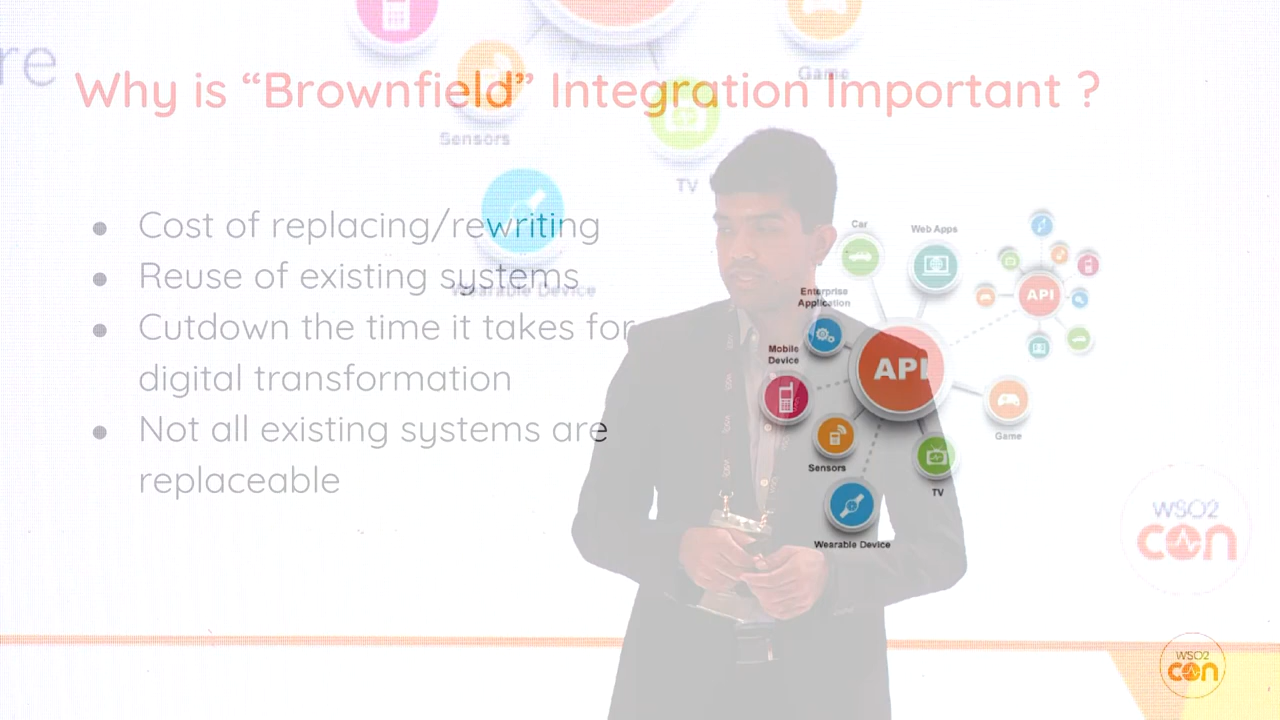 re
Why is “Brownfield” Integration Important ?
Game
Sensors
TV
Wearable Device
● Cost of replacing/rewriting
● Reuse of existing systems
● Cutdown the time it takes for
digital transformation
● Not all existing systems are
replaceable
Car
Web Apps
Enterprise
Application
Mobile
Device
API
API
Sensors
Game
TV
Wearable Device
WSO2
con
WSO2
con